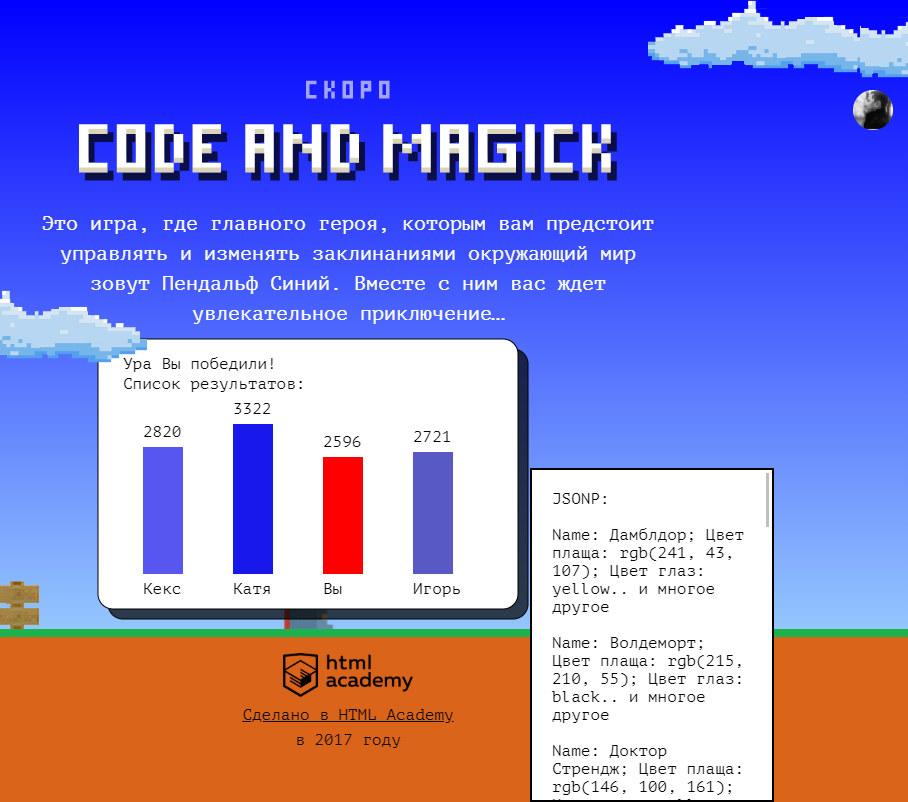 СКОРО
CODE AND MAGICK
Это игра, где главного героя, которым вам предстоит
управлять и изменять заклинаниями окружающий мир
зовут Пендальф Синий. Вместе с ним вас ждет
увлекательное приключение…
Ура Вы победили!
Список результатов:
2820
3322
2596
2721
Кекс
Катя
Вы
Игорь
JSONP:
Name: Дамблдор; Цвет
плаща: rgb(241, 43,
107); Цвет глаз:
yellow.. и многое
другое
Name: Волдеморт;
Цвет плаща: rgb(215,
210, 55); Цвет глаз:
black.. и многое
другое
Name: Доктор
Стрендж; Цвет плаща:
rgb(146, 100, 161);
html
academy
Сделано в HTML Academy
в 2017 году